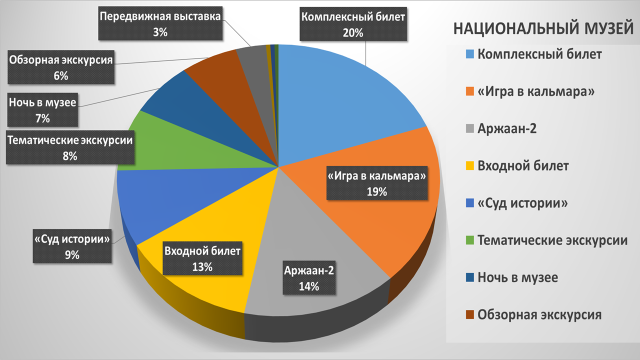 НАЦИОНАЛЬНЫЙ МУЗЕЙ
Передвижная выставка
3%
Комплексный билет
20%
Обзорная экскурсия
6%
Ночь в музее
7%
Тематические экскурсии
8%
«Игра в кальмара»
19%
«Суд истории»
9%
Входной билет
13%
Аржаан-2
14%
Комплексный билет
«Игра в кальмара»
Аржаан-2
Входной билет
«Суд истории»
Тематические экскурсии
Ночь в музее
Обзорная экскурсия